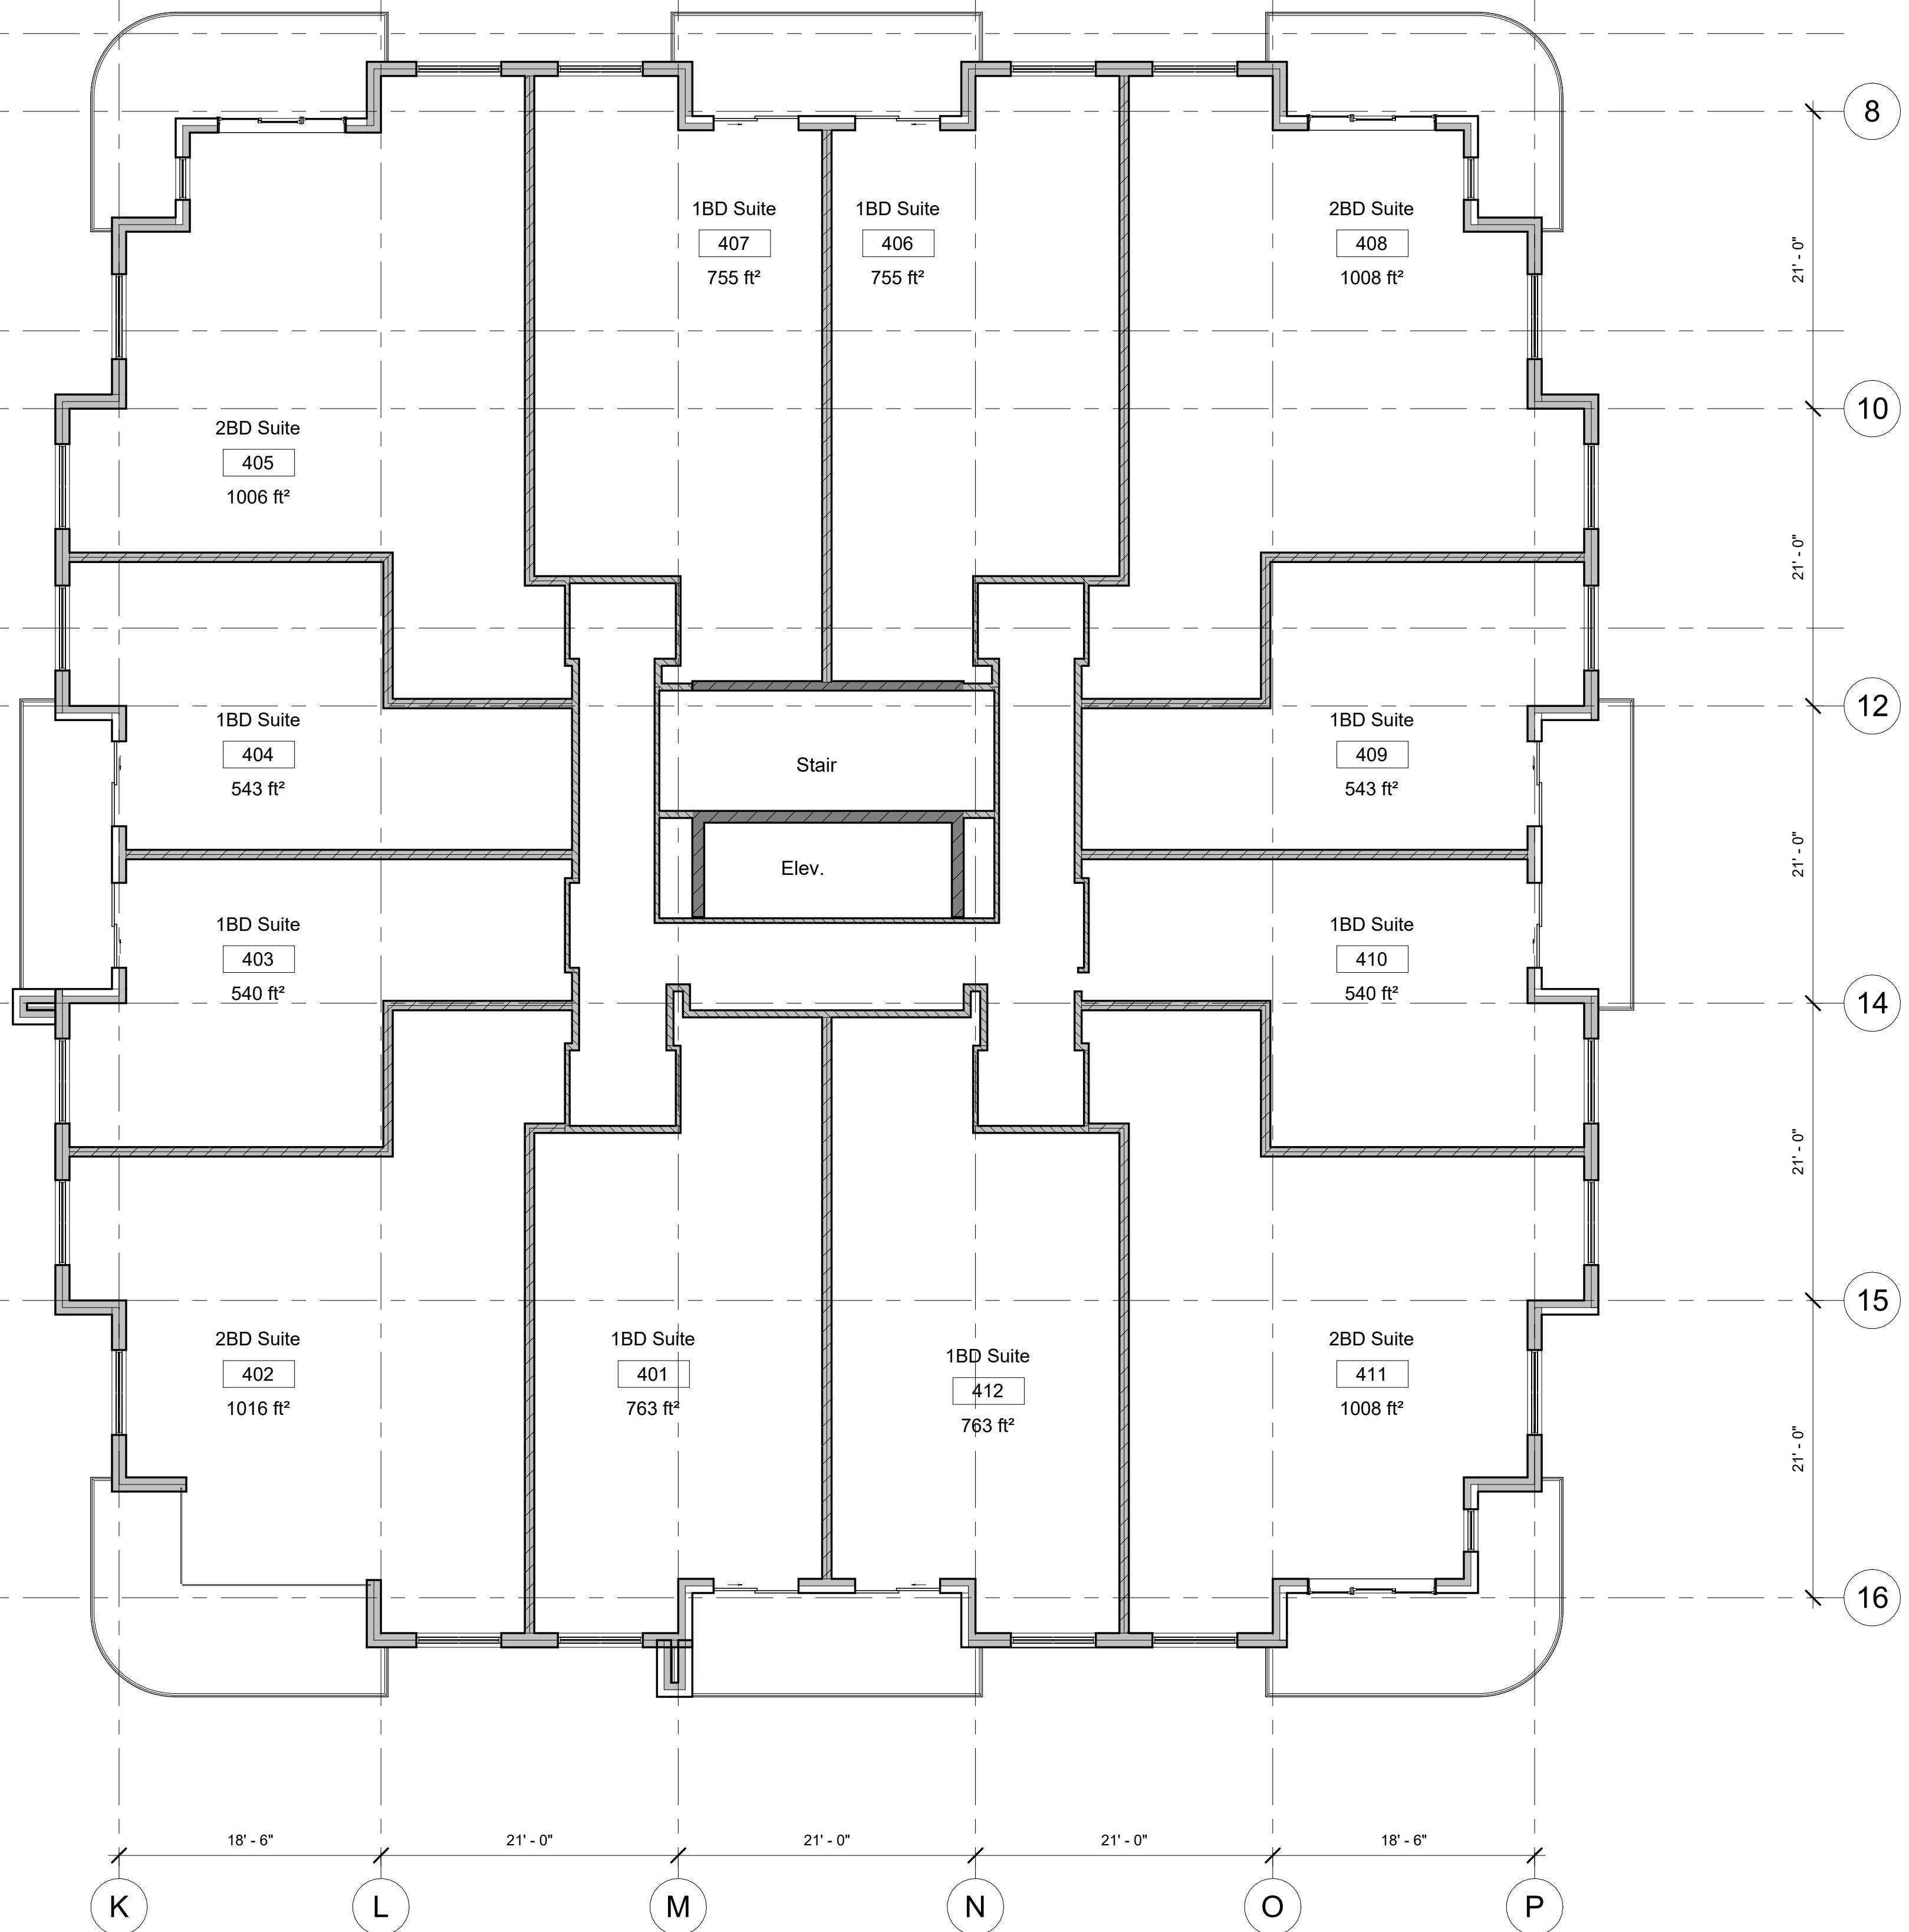 8
1BD Suite
407
755 ft²
1BD Suite
406
755 ft²
2BD Suite
408
1008 ft²
21' - 0"
10
2BD Suite
405
1006 ft²
21' - 0"
12
1BD Suite
404
543 ft²
Stair
1BD Suite
409
543 ft²
21' - 0"
Elev.
1BD Suite
403
540 ft²
1BD Suite
410
540 ft²
14
21' - 0"
15
2BD Suite
402
1016 ft²
1BD Suite
401
763 ft²
1BD Suite
412
763 ft²
2BD Suite
411
1008 ft²
21' - 0"
16
18' - 6"
21' - 0"
21' - 0"
21' - 0"
18' - 6"
K
L
M
N
O
P